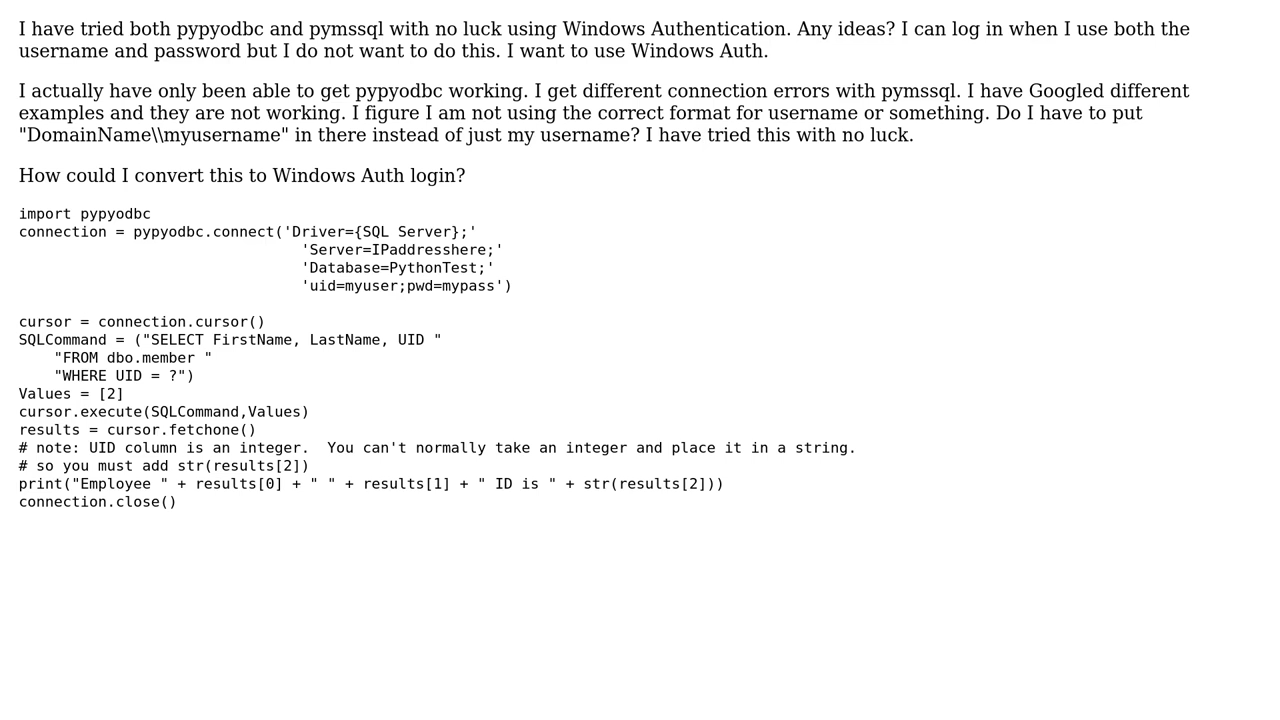 I have tried both pypyodbc and pymssql with no luck using Windows Authentication. Any ideas? I can log in when I use both the
username and password but I do not want to do this. I want to use Windows Auth.
I actually have only been able to get pypyodbc working. I get different connection errors with pymssql. I have Googled different
examples and they are not working. I figure I am not using the correct format for username or something. Do I have to put
"DomainName\\myusername" in there instead of just my username? I have tried this with no luck.
How could I convert this to Windows Auth login?
import pypyodbc
connection = pypyodbc.connect('Driver={SQL Server};'
                                'Server=IPaddresshere;'
                                'Database=PythonTest;'
                                'uid=myuser;pwd=mypass')
cursor = connection.cursor()
SQLCommand = ("SELECT FirstName, LastName, UID "
    "FROM dbo.member "
    "WHERE UID = ?")
Values = [2]
cursor.execute(SQLCommand,Values)
results = cursor.fetchone()
# note: UID column is an integer.  You can't normally take an integer and place it in a string.
# so you must add str(results[2])
print("Employee " + results[0] + " " + results[1] + " ID is " + str(results[2]))
connection.close()